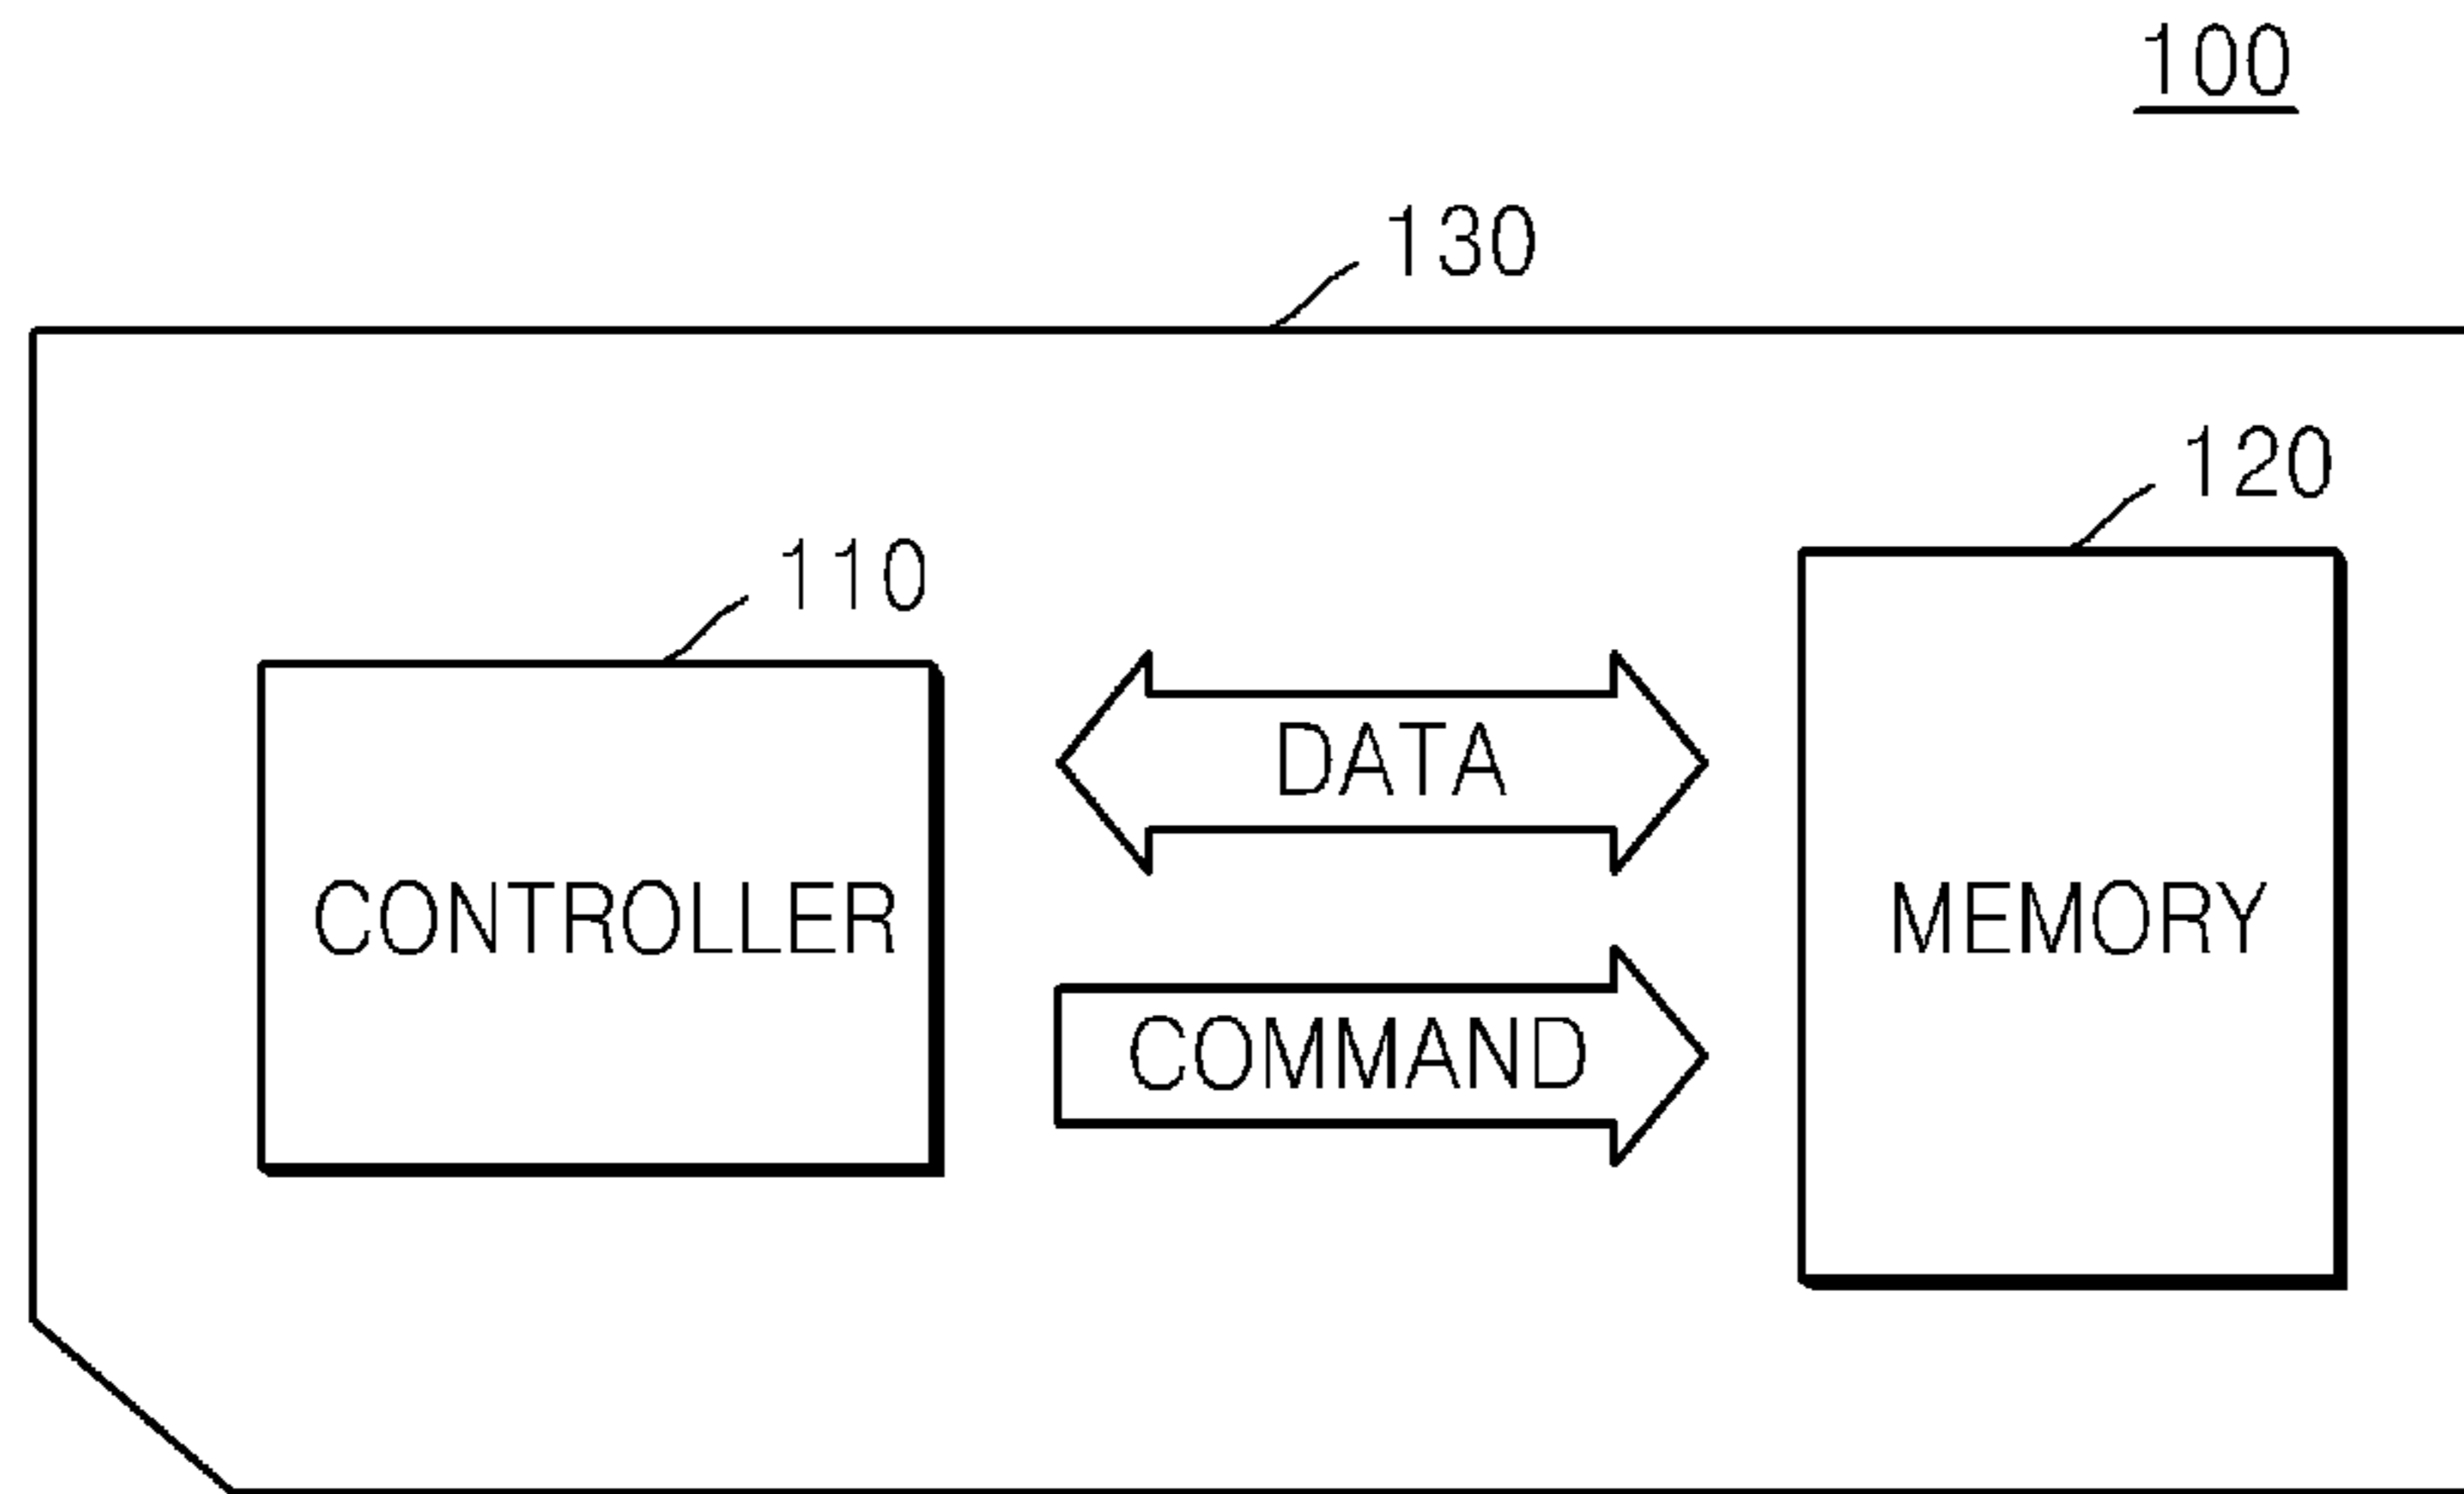 100
130
120
110
DATA
CONTROLLER
MEMORY
COMMAND